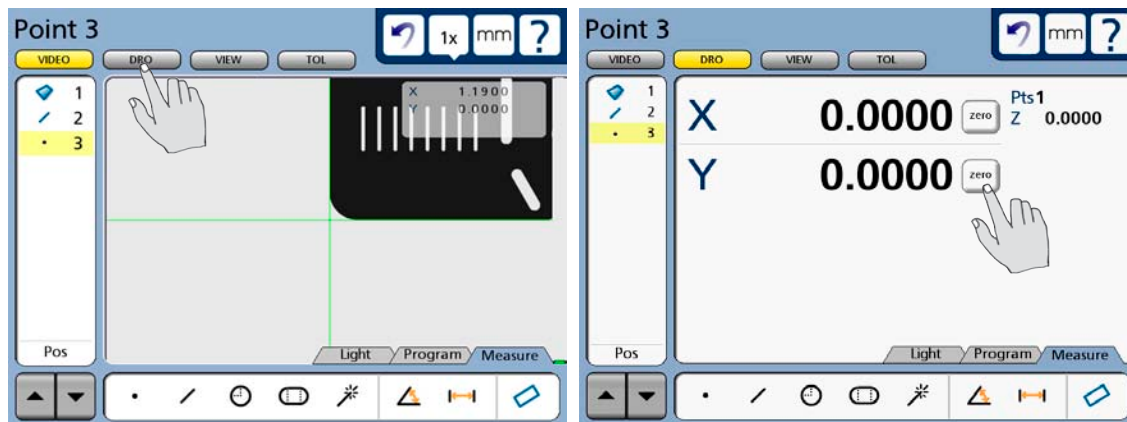 Point 3
1x mm ?
VIDEO DRO VIEW TOL
1
2
3
X 1.1900
Y 0.0000
Pos
Light Program Measure
Point 3
mm ?
VIDEO DRO VIEW TOL
1
2
3
X 0.0000 zero
Pts 1
Z 0.0000
Y 0.0000 zero
Pos
Light Program Measure